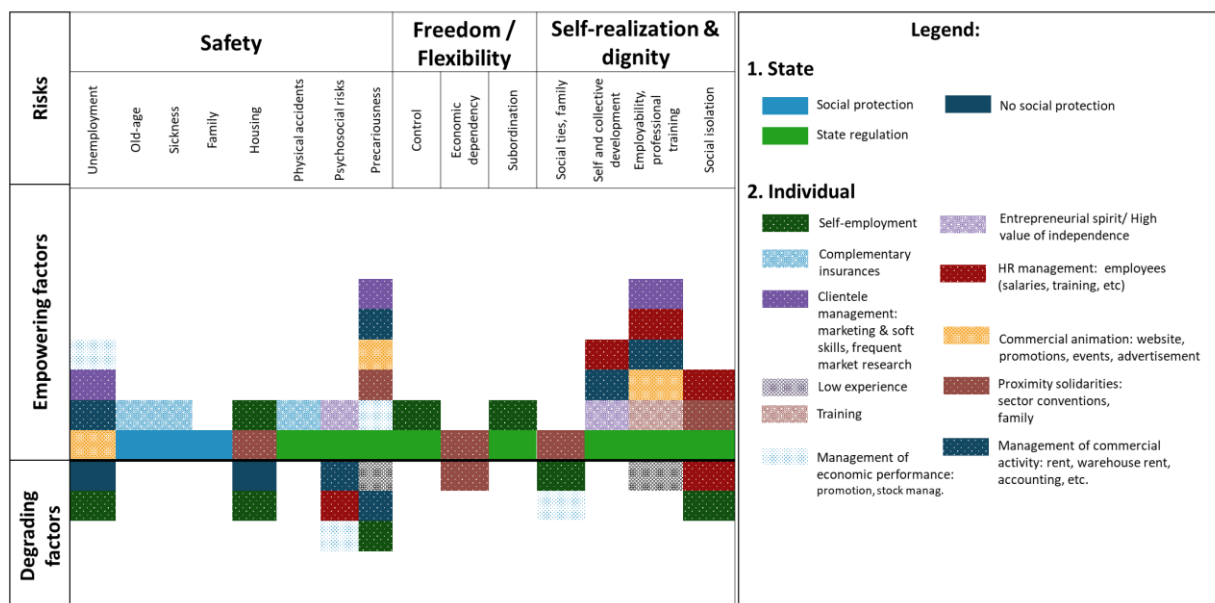 Risks
Safety
Freedom /
Flexibility
Self-realization &
dignity
Unemployment
Old-age
Sickness
Family
Housing
Physical accidents
Psychosocial risks
Precariousness
Control
Economic
dependency
Subordination
Social ties, family
Self and collective
development
Employability,
professional
training
Social isolation
Empowering factors
Degrading
factors
Legend:
1. State
Social protection
No social protection
State regulation
2. Individual
Self-employment
Entrepreneurial spirit/ High
value of independence
Complementary
insurances
HR management: employees
(salaries, training, etc)
Clientele
management:
marketing & soft
skills, frequent
market research
Commercial animation: website,
promotions, events, advertisement
Low experience
Proximity solidarities:
sector conventions,
family
Training
Management of
economic performance:
promotion, stock manag.
Management of commercial
activity: rent, warehouse rent,
accounting, etc.